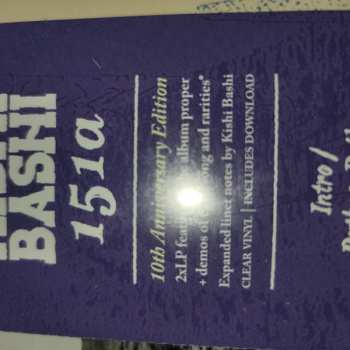 BASHI
151a
10th Anniversary Edition
2xLP album proper
+ demos of song and rarities*
Expanded liner notes by Kishi Bashi
CLEAR VINYL | INCLUDES DOWNLOAD
Intro /